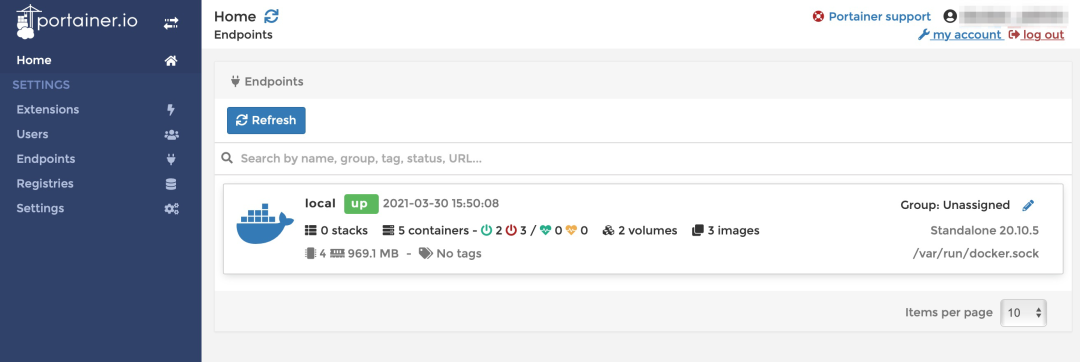 portainer.io
Home
SETTINGS
Extensions
Users
Endpoints
Registries
Settings
Home
Endpoints
Portainer support
my account log out
Endpoints
Refresh
Search by name, group, tag, status, URL...
local up 2021-03-30 15:50:08
Group: Unassigned
0 stacks 5 containers - 2 3 / 0 0 2 volumes 3 images
Standalone 20.10.5
4 969.1 MB - No tags
/var/run/docker.sock
Items per page 10